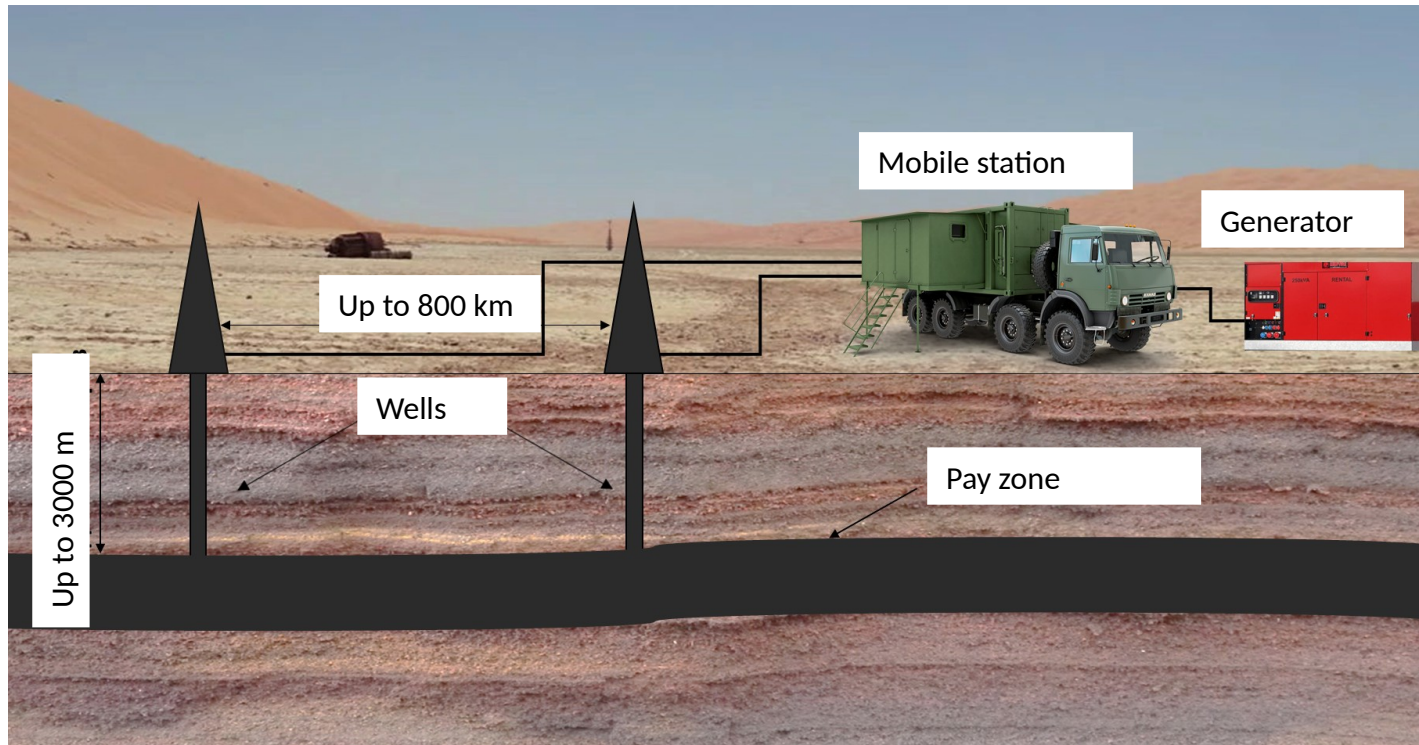 Mobile station
Generator
Up to 800 km
Wells
Pay zone
Up to 3000 m